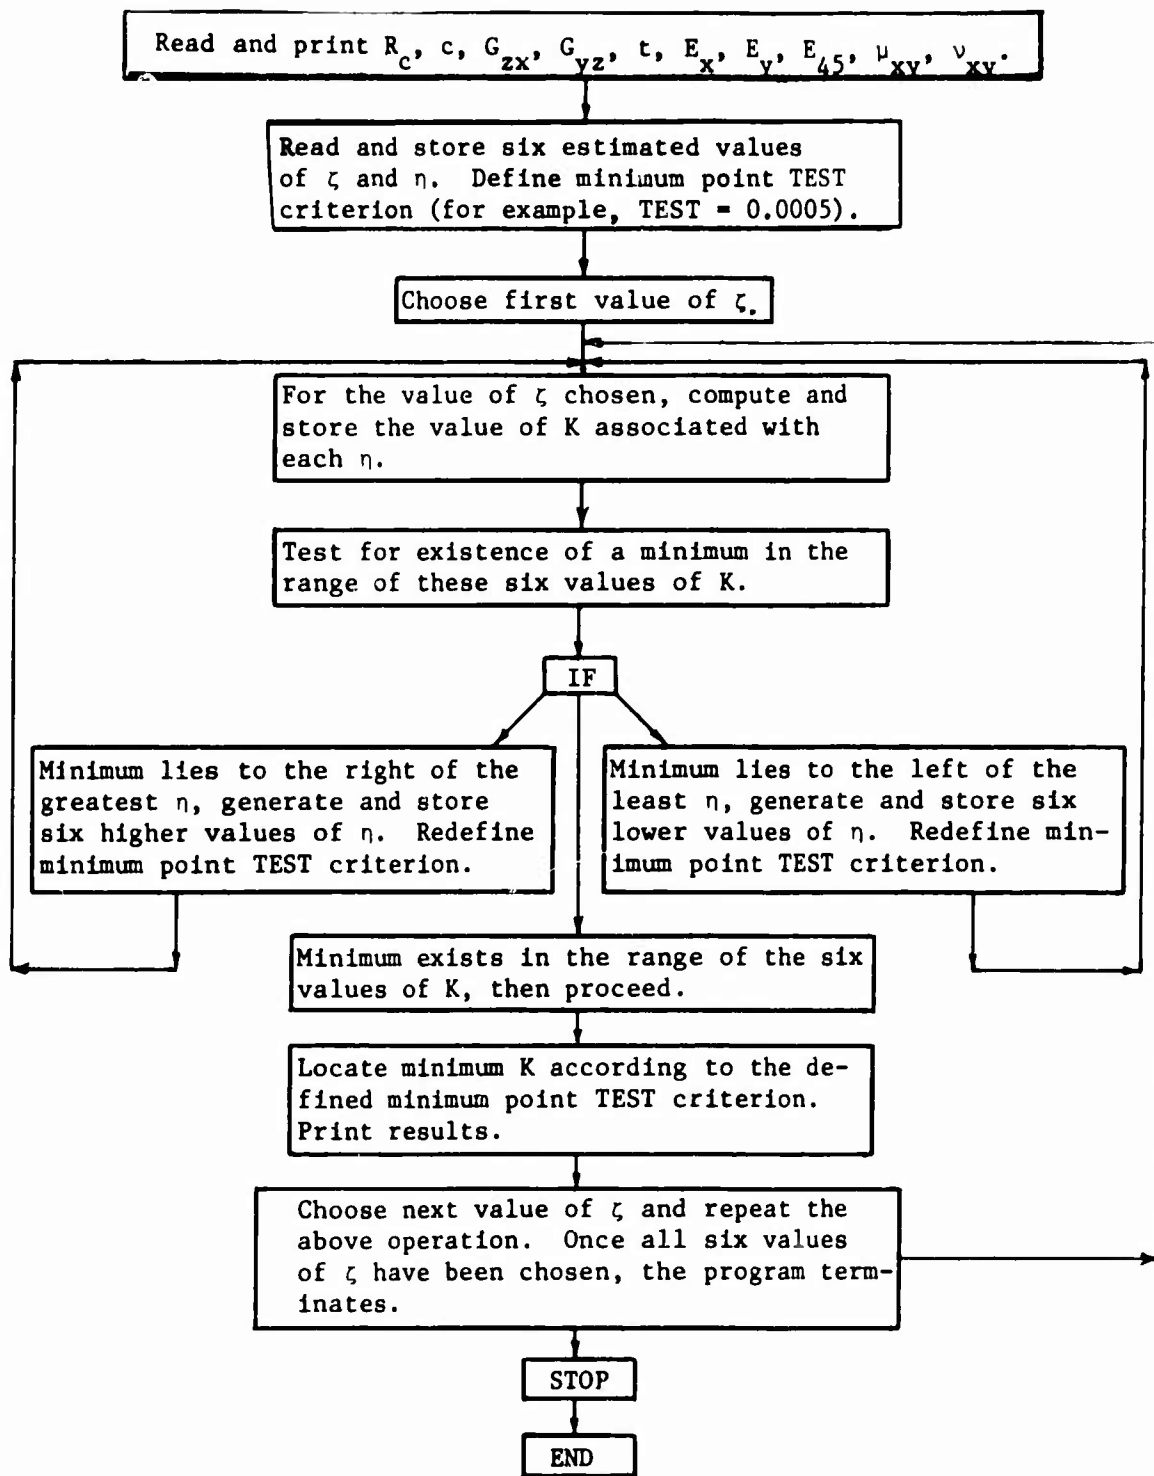 Read and print R_c, c, G_zx, G_yz, t, E_x, E_y, E_45, μ_xy, ν_xy.
Read and store six estimated values
of ζ and η. Define minimum point TEST
criterion (for example, TEST = 0.0005).
Choose first value of ζ.
For the value of ζ chosen, compute and
store the value of K associated with
each η.
Test for existence of a minimum in the
range of these six values of K.
IF
Minimum lies to the right of the
greatest η, generate and store
six higher values of η. Redefine
minimum point TEST criterion.
Minimum lies to the left of the
least η, generate and store six
lower values of η. Redefine min-
imum point TEST criterion.
Minimum exists in the range of the six
values of K, then proceed.
Locate minimum K according to the de-
fined minimum point TEST criterion.
Print results.
Choose next value of ζ and repeat the
above operation. Once all six values
of ζ have been chosen, the program term-
inates.
STOP
END